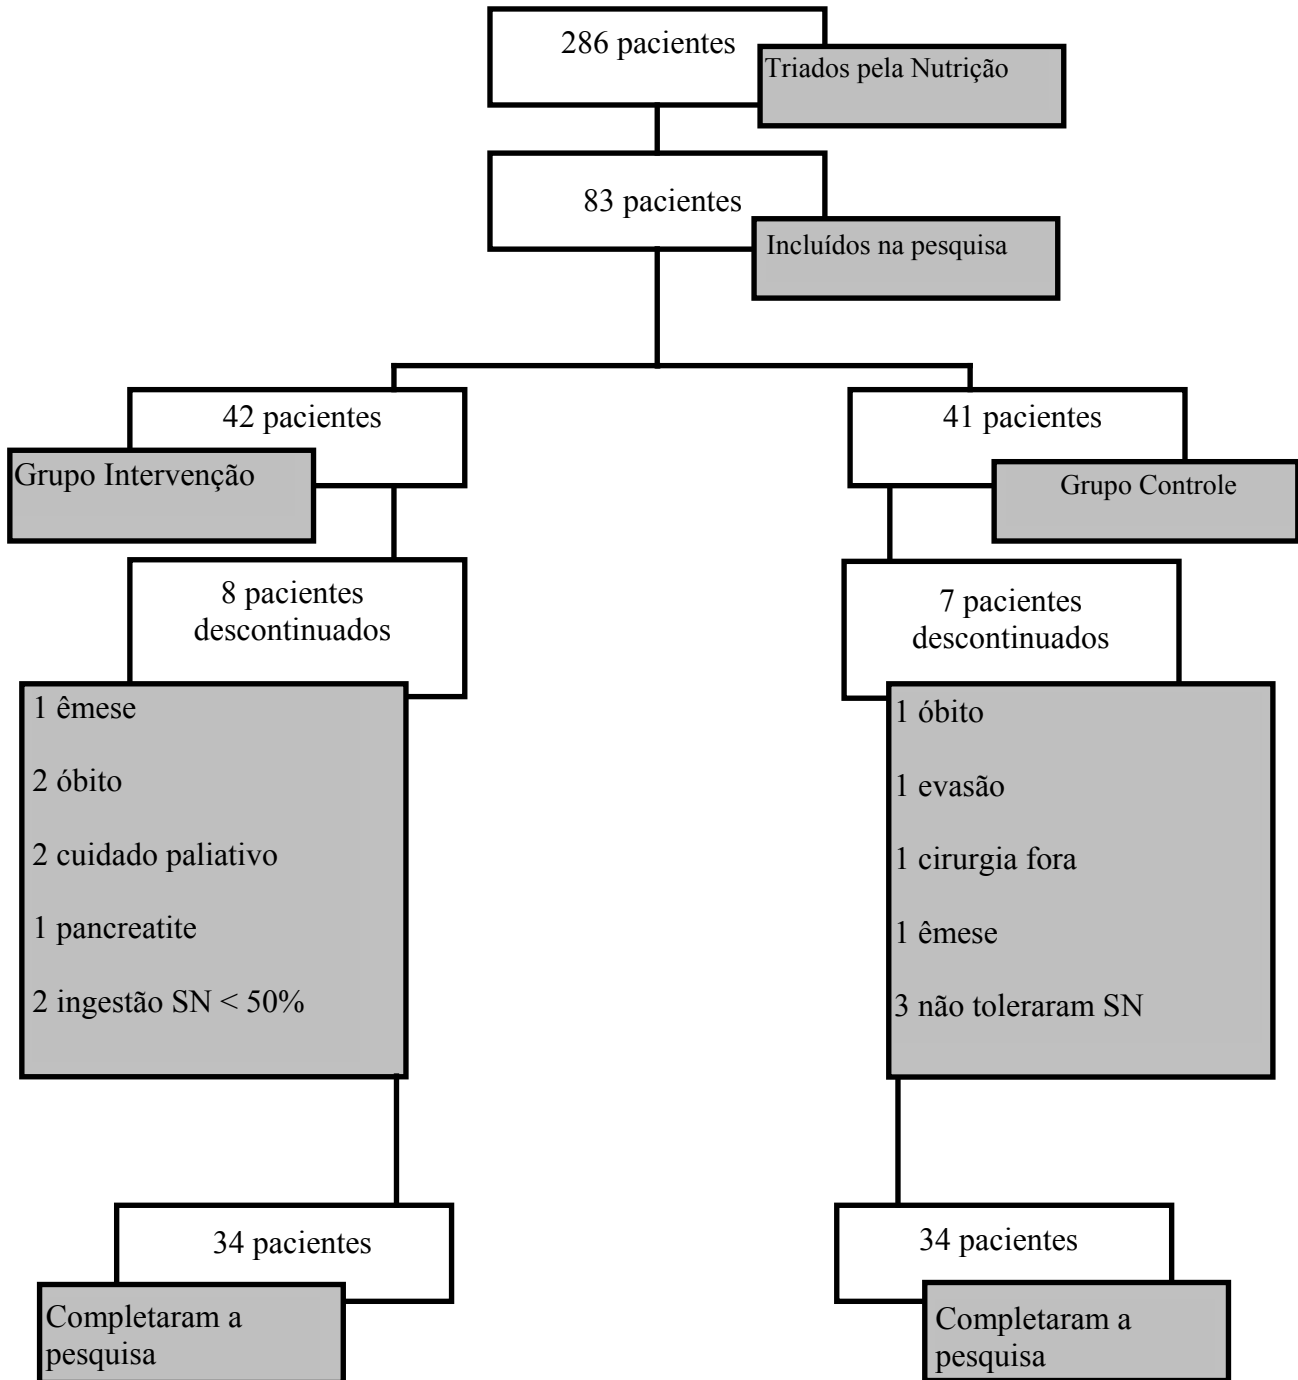 286 pacientes
Triados pela Nutrição
83 pacientes
Incluídos na pesquisa
42 pacientes
Grupo Intervenção
41 pacientes
Grupo Controle
8 pacientes
descontinuados
7 pacientes
descontinuados
1 êmese
2 óbito
2 cuidado paliativo
1 pancreatite
2 ingestão SN < 50%
1 óbito
1 evasão
1 cirurgia fora
1 êmese
3 não toleraram SN
34 pacientes
Completaram a
pesquisa
34 pacientes
Completaram a
pesquisa